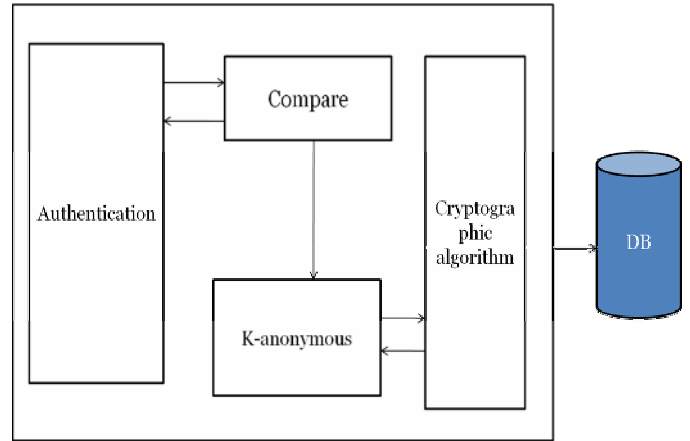 Compare
Authentication
Cryptogra
phic
algorithm
DB
K-anonymous